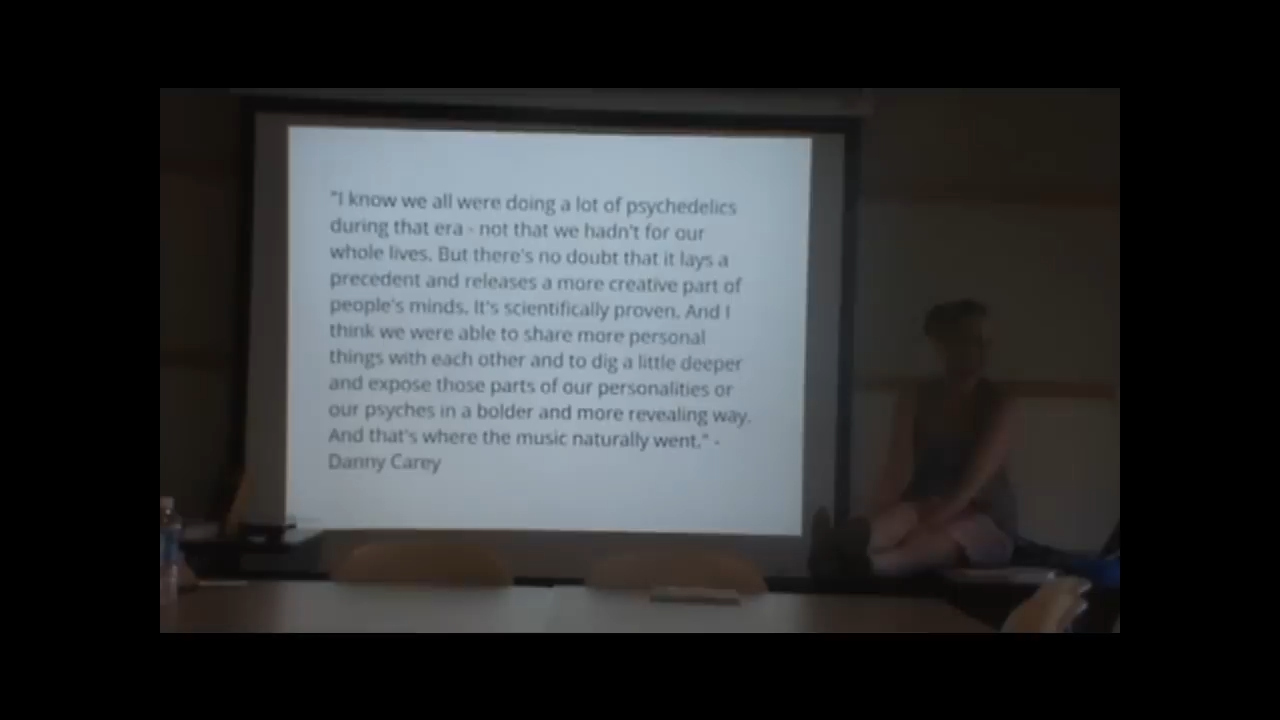 "I know we all were doing a lot of psychedelics
during that era - not that we hadn't for our
whole lives. But there's no doubt that it lays a
precedent and releases a more creative part of
people's minds. It's scientifically proven. And I
think we were able to share more personal
things with each other and to dig a little deeper
and expose those parts of our personalities or
our psyches in a bolder and more revealing way.
And that's where the music naturally went." -
Danny Carey